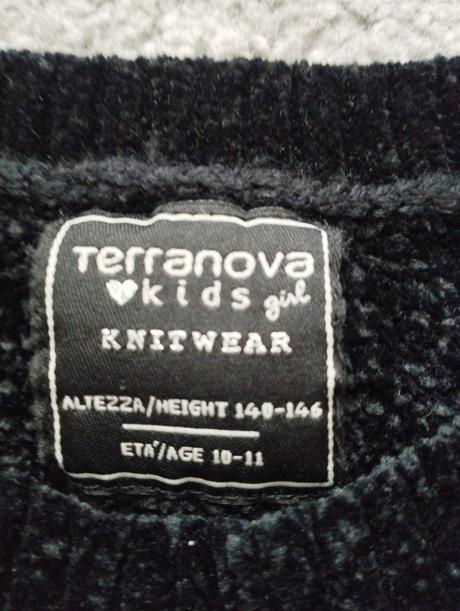 Terranova
kids girl
KNITWEAR
ALTEZZA/HEIGHT 140-146
ETA'/AGE 10-11